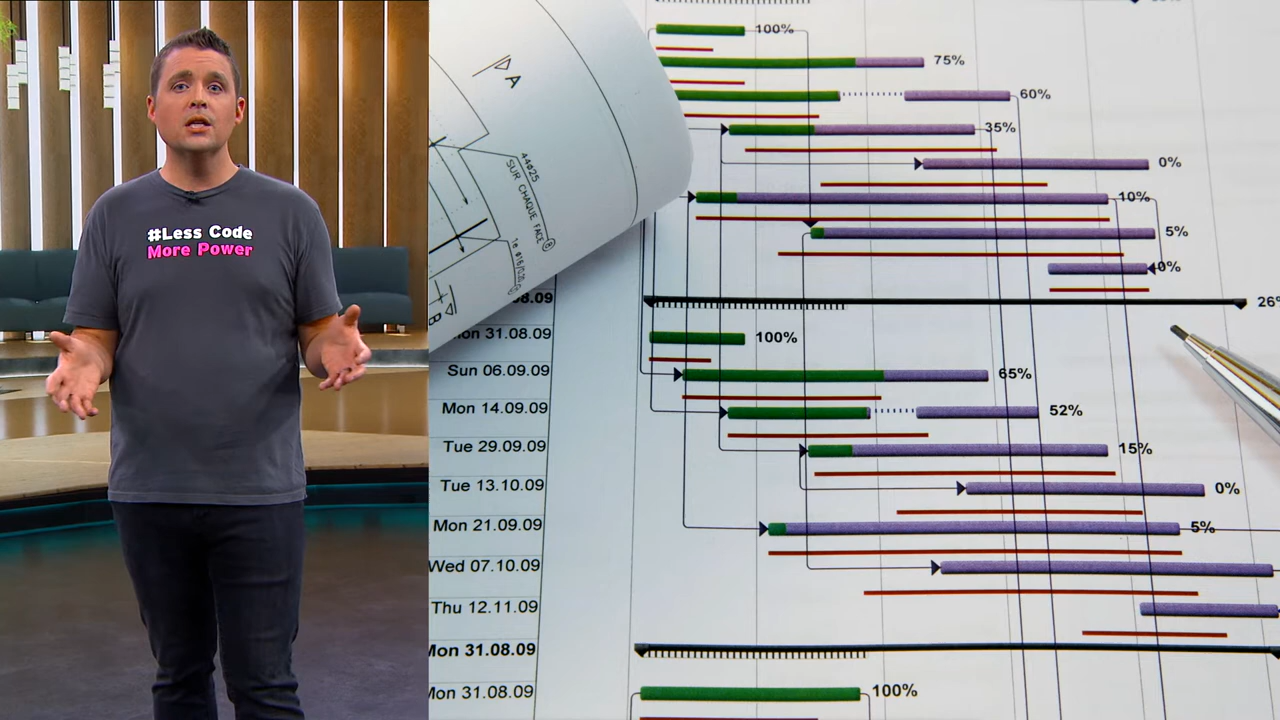 #Less Code
More Power
A
44ø25
SUR CHAQUE FACE
B
100%
75%
60%
35%
0%
10%
5%
0%
08.09
26
Mon 31.08.09
100%
Sun 06.09.09
65%
Mon 14.09.09
52%
Tue 29.09.09
15%
Tue 13.10.09
0%
Mon 21.09.09
5%
Wed 07.10.09
Thu 12.11.09
Mon 31.08.09
Mon 31.08.09
100%